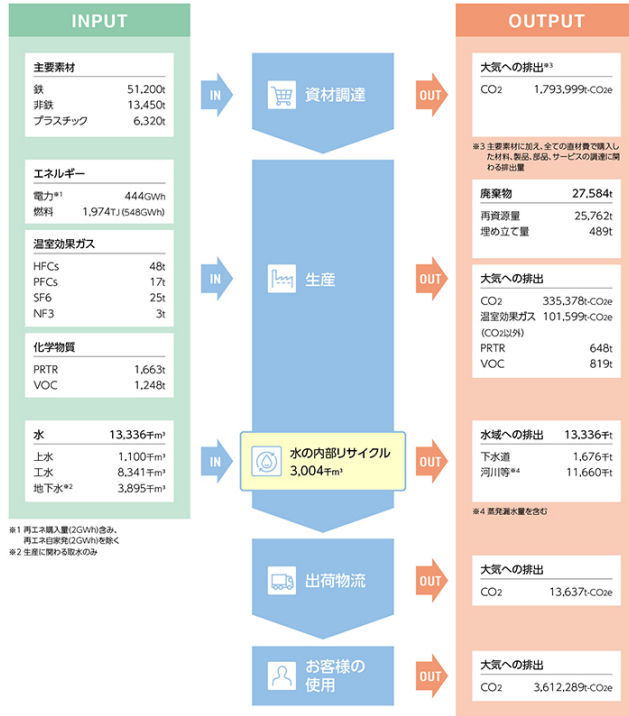 INPUT
主要素材
鉄 51,200t
非鉄 13,450t
プラスチック 6,320t
エネルギー
電力※1 444GWh
燃料 1,974TJ (548GWh)
温室効果ガス
HFCs 48t
PFCs 17t
SF6 25t
NF3 3t
化学物質
PRTR 1,663t
VOC 1,248t
水 13,336千m³
上水 1,100千m³
工水 8,341千m³
地下水※2 3,895千m³
※1 再エネ購入量(2GWh)含み、
再エネ自家発(2GWh)を除く
※2 生産に関わる取水のみ
IN
資材調達
OUT
IN
生産
OUT
IN
水の内部リサイクル
3,004千m³
OUT
出荷物流
OUT
お客様の
使用
OUT
OUTPUT
大気への排出※3
CO2 1,793,999t-CO2e
※3 主要素材に加え、全ての直材費で購入し
た材料、製品、部品、サービスの調達に関
わる排出量
廃棄物 27,584t
再資源量 25,762t
埋め立て量 489t
大気への排出
CO2 335,378t-CO2e
温室効果ガス 101,599t-CO2e
(CO2以外)
PRTR 648t
VOC 819t
水域への排出 13,336千t
下水道 1,676千t
河川等※4 11,660千t
※4 蒸発漏水量を含む
大気への排出
CO2 13,637t-CO2e
大気への排出
CO2 3,612,289t-CO2e